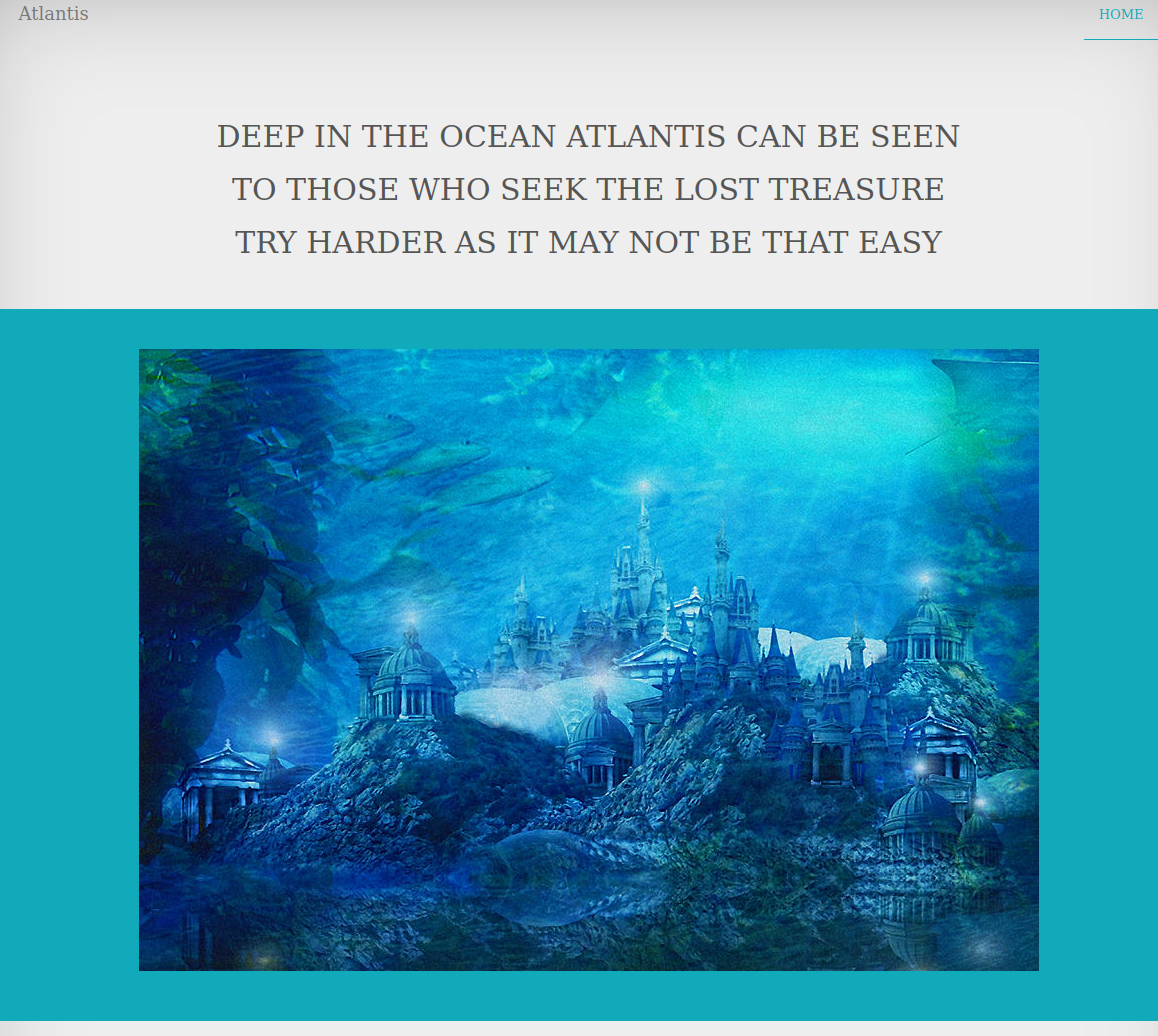 Atlantis
HOME
DEEP IN THE OCEAN ATLANTIS CAN BE SEEN
TO THOSE WHO SEEK THE LOST TREASURE
TRY HARDER AS IT MAY NOT BE THAT EASY